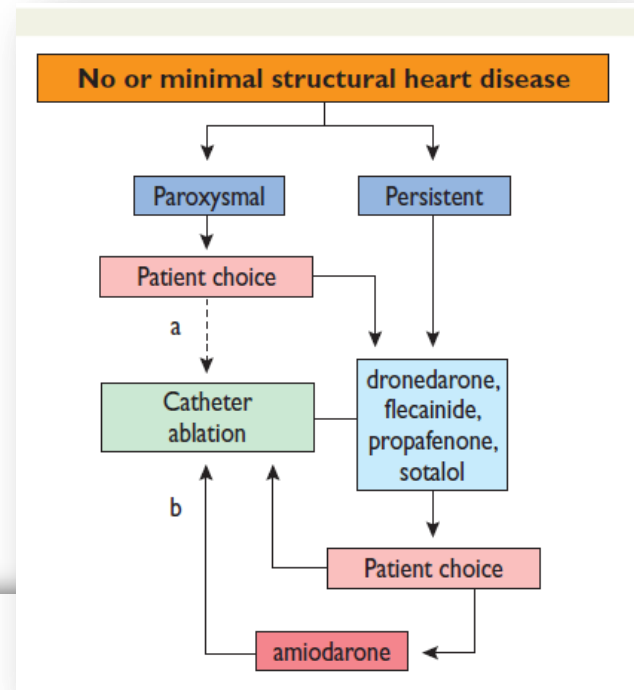 No or minimal structural heart disease
Paroxysmal
Persistent
Patient choice
a
dronedarone,
flecainide,
propafenone,
sotalol
Catheter
ablation
b
Patient choice
amiodarone